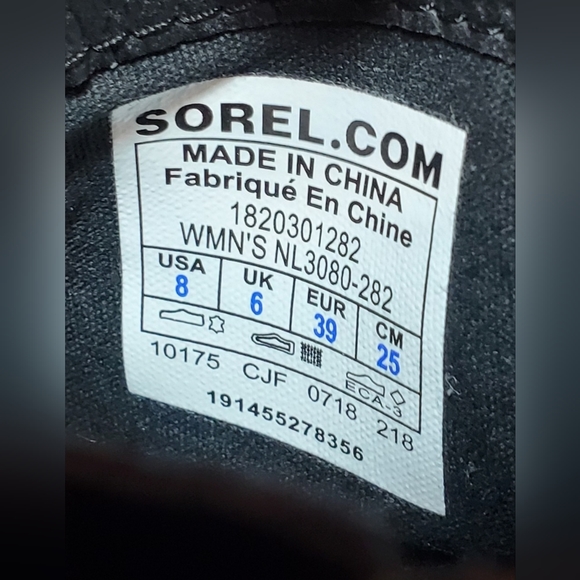 SOREL.COM
MADE IN CHINA
Fabriqué En Chine
1820301282
WMN'S NL3080-282
USA UK EUR CM
8 6 39 25
ECA-3
10175 CJF 0718 218
191455278356